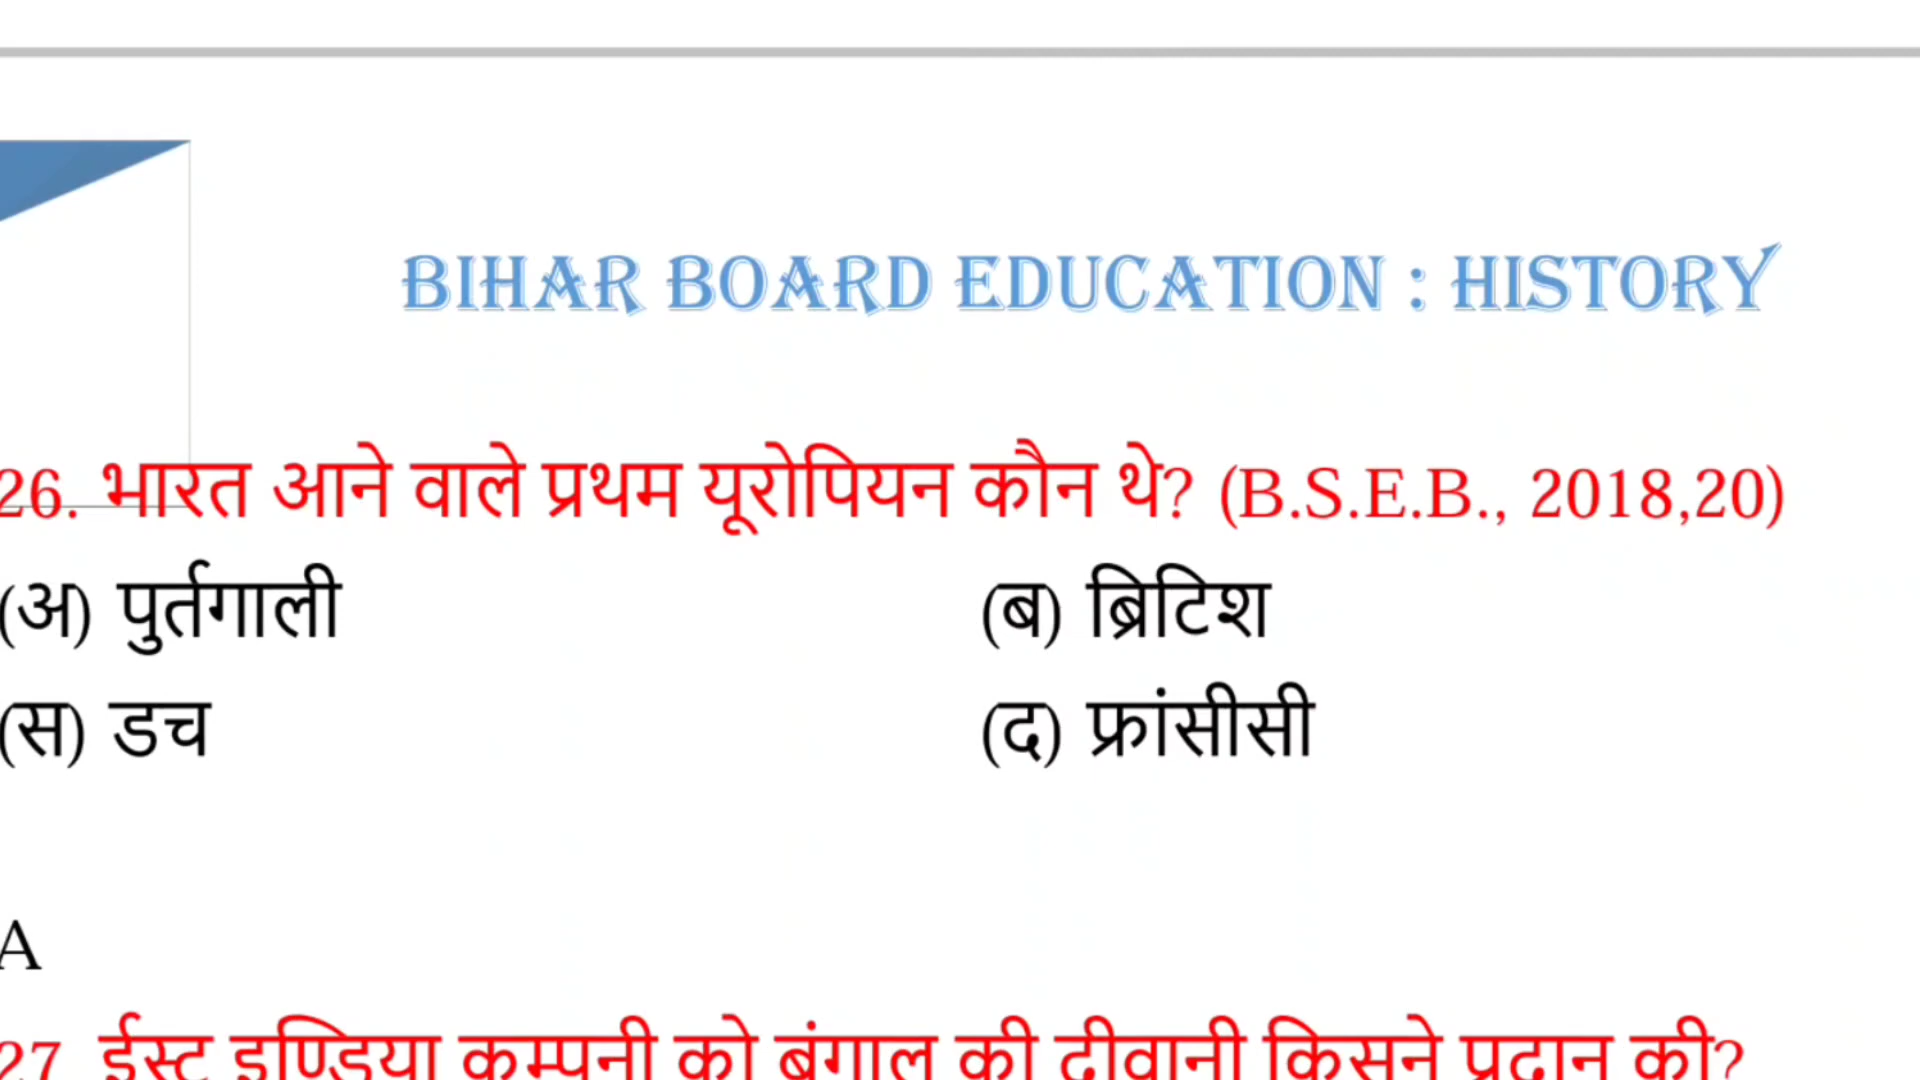 BIHAR BOARD EDUCATION : HISTORY
26. भारत आने वाले प्रथम यूरोपियन कौन थे? (B.S.E.B., 2018,20)
(अ) पुर्तगाली (ब) ब्रिटिश
(स) डच (द) फ्रांसीसी
A
27. ईस्ट इण्डिया कम्पनी को बंगाल की दीवानी किसने प्रदान की?